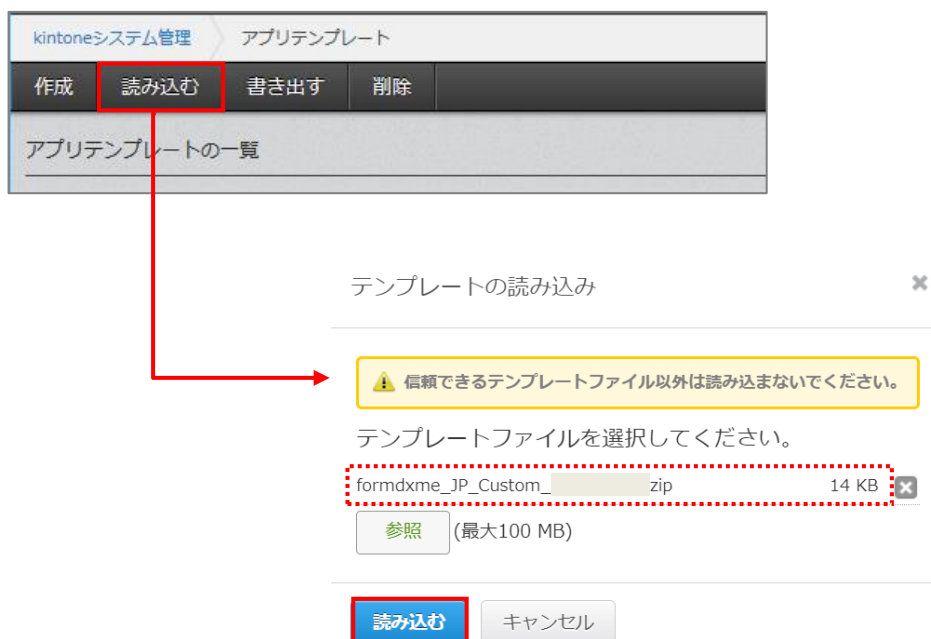 kintoneシステム管理 アプリテンプレート
作成 読み込む 書き出す 削除
アプリテンプレートの一覧
テンプレートの読み込み
信頼できるテンプレートファイル以外は読み込まないでください。
テンプレートファイルを選択してください。
formdxme_JP_Custom_ zip 14 KB
参照 (最大100 MB)
読み込む キャンセル